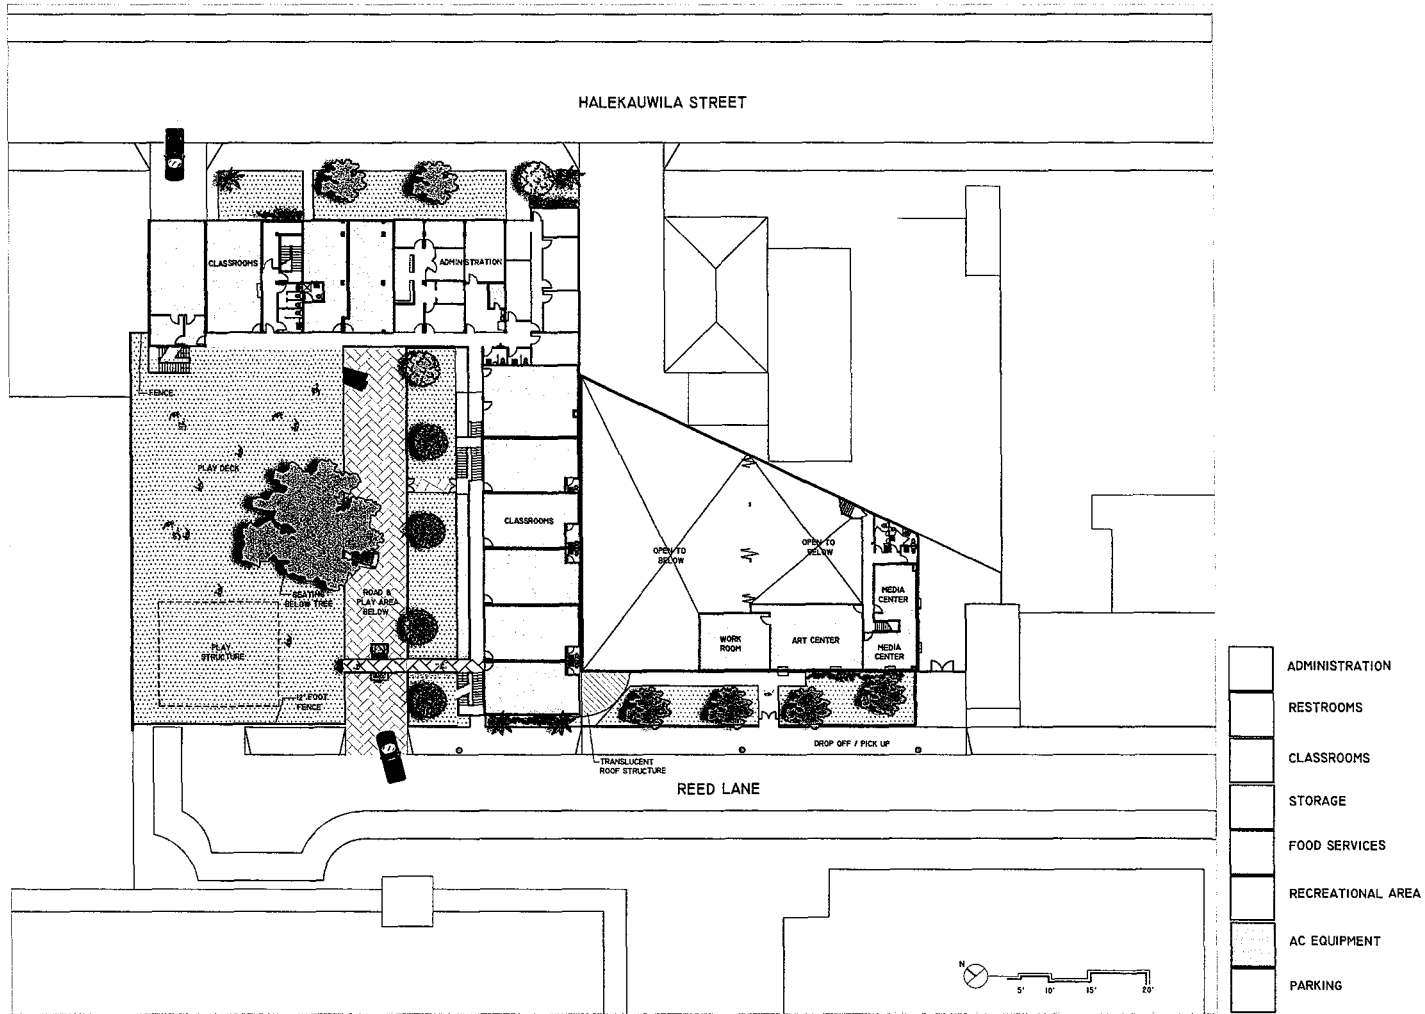 HALEKAUWILA STREET
CLASSROOMS
ADMINISTRATION
FENCE
PLAY DECK
CLASSROOMS
OPEN TO
BELOW
OPEN TO
BELOW
SEATING
BELOW TREE
ROAD &
PLAY AREA
BELOW
MEDIA
CENTER
PLAY
STRUCTURE
WORK
ROOM
ART CENTER
MEDIA
CENTER
12' FOOT
FENCE
DROP OFF / PICK UP
TRANSLUCENT
ROOF STRUCTURE
REED LANE
ADMINISTRATION
RESTROOMS
CLASSROOMS
STORAGE
FOOD SERVICES
RECREATIONAL AREA
AC EQUIPMENT
PARKING
N
5' 10' 15' 20'